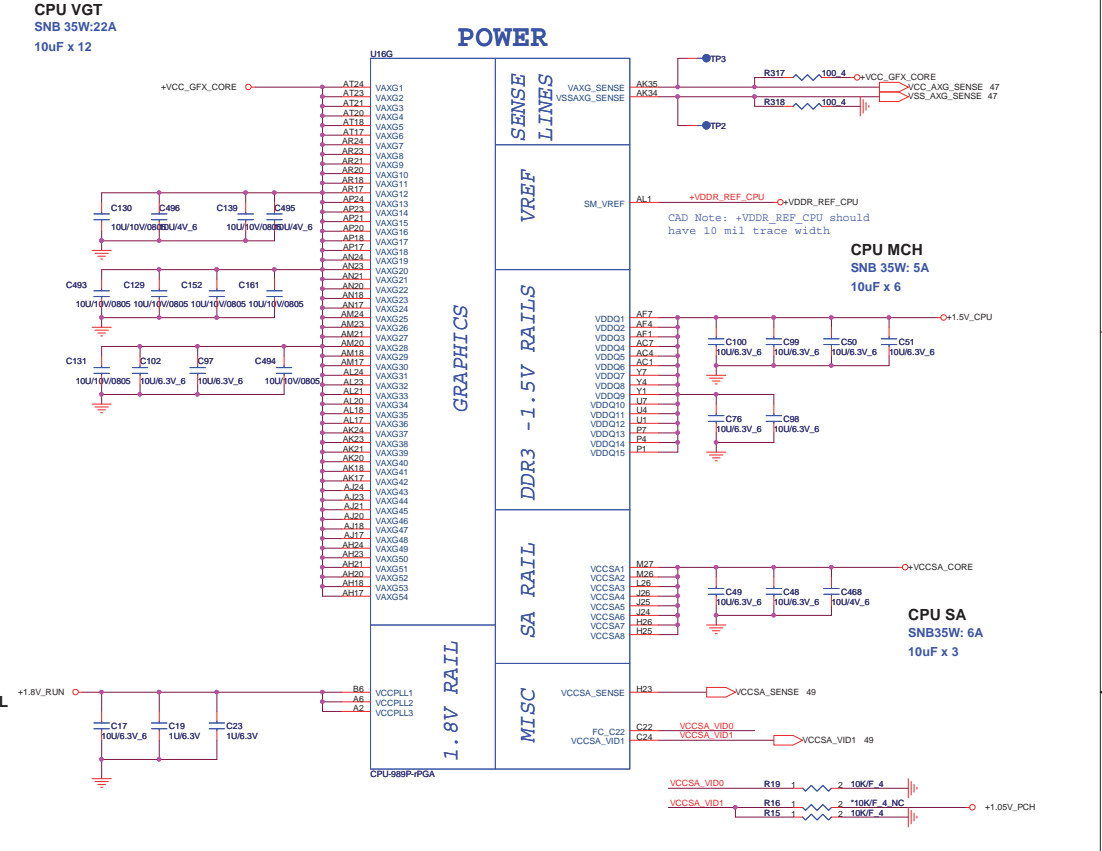 CPU VGT
SNB 35W:22A
10uF x 12
POWER
U16G
+VCC_GFX_CORE
AT24 VAXG1
AT23 VAXG2
AT21 VAXG3
AT20 VAXG4
AT18 VAXG5
AT17 VAXG6
AR24 VAXG7
AR23 VAXG8
AR21 VAXG9
AR20 VAXG10
AR18 VAXG11
AR17 VAXG12
AP24 VAXG13
AP23 VAXG14
AP21 VAXG15
AP20 VAXG16
AP18 VAXG17
AP17 VAXG18
AN24 VAXG19
AN23 VAXG20
AN21 VAXG21
AN20 VAXG22
AN18 VAXG23
AN17 VAXG24
AM24 VAXG25
AM23 VAXG26
AM21 VAXG27
AM20 VAXG28
AM18 VAXG29
AM17 VAXG30
AL24 VAXG31
AL23 VAXG32
AL21 VAXG33
AL20 VAXG34
AL18 VAXG35
AL17 VAXG36
AK24 VAXG37
AK23 VAXG38
AK21 VAXG39
AK20 VAXG40
AK18 VAXG41
AK17 VAXG42
AJ24 VAXG43
AJ23 VAXG44
AJ21 VAXG45
AJ20 VAXG46
AJ18 VAXG47
AJ17 VAXG48
AH24 VAXG49
AH23 VAXG50
AH21 VAXG51
AH20 VAXG52
AH18 VAXG53
AH17 VAXG54
C130 C496 C139 C495
10U/10V/0805 10U/4V_6
C493 C129 C152 C161
10U/10V/0805 10U/10V/0805 10U/10V/0805 10U/10V/0805
C131 C102 C97 C494
10U/10V/0805 10U/6.3V_6 10U/6.3V_6 10U/10V/0805
GRAPHICS
SENSE
LINES
VAXG_SENSE AK35
VSSAXG_SENSE AK34
TP3
TP2
R317 100_4 +VCC_GFX_CORE
VCC_AXG_SENSE 47
VSS_AXG_SENSE 47
R318 100_4
VREF
SM_VREF AL1 +VDDR_REF_CPU +VDDR_REF_CPU
CAD Note: +VDDR_REF_CPU should
have 10 mil trace width
CPU MCH
SNB 35W: 5A
10uF x 6
DDR3 -1.5V RAILS
VDDQ1 AF7
VDDQ2 AF4
VDDQ3 AF1
VDDQ4 AC7
VDDQ5 AC4
VDDQ6 AC1
VDDQ7 Y7
VDDQ8 Y4
VDDQ9 Y1
VDDQ10 U7
VDDQ11 U4
VDDQ12 U1
VDDQ13 P7
VDDQ14 P4
VDDQ15 P1
+1.5V_CPU
C100 C99 C50 C51
10U/6.3V_6 10U/6.3V_6 10U/6.3V_6 10U/6.3V_6
C76 C98
10U/6.3V_6 10U/6.3V_6
SA RAIL
VCCSA1 M27
VCCSA2 M26
VCCSA3 L26
VCCSA4 J26
VCCSA5 J25
VCCSA6 J24
VCCSA7 H26
VCCSA8 H25
+VCCSA_CORE
C49 C48 C468
10U/6.3V_6 10U/6.3V_6 10U/4V_6
CPU SA
SNB35W: 6A
10uF x 3
L
+1.8V_RUN
C17 C19 C23
10U/6.3V_6 1U/6.3V 1U/6.3V
1.8V RAIL
B6 VCCPLL1
A6 VCCPLL2
A2 VCCPLL3
MISC
VCCSA_SENSE H23 VCCSA_SENSE 49
FC_C22 C22 VCCSA_VID0
VCCSA_VID1 C24 VCCSA_VID1 VCCSA_VID1 49
CPU-989P-rPGA
VCCSA_VID0 R19 1 2 10K/F_4
VCCSA_VID1 R16 1 2 *10K/F_4_NC +1.05V_PCH
R15 1 2 10K/F_4